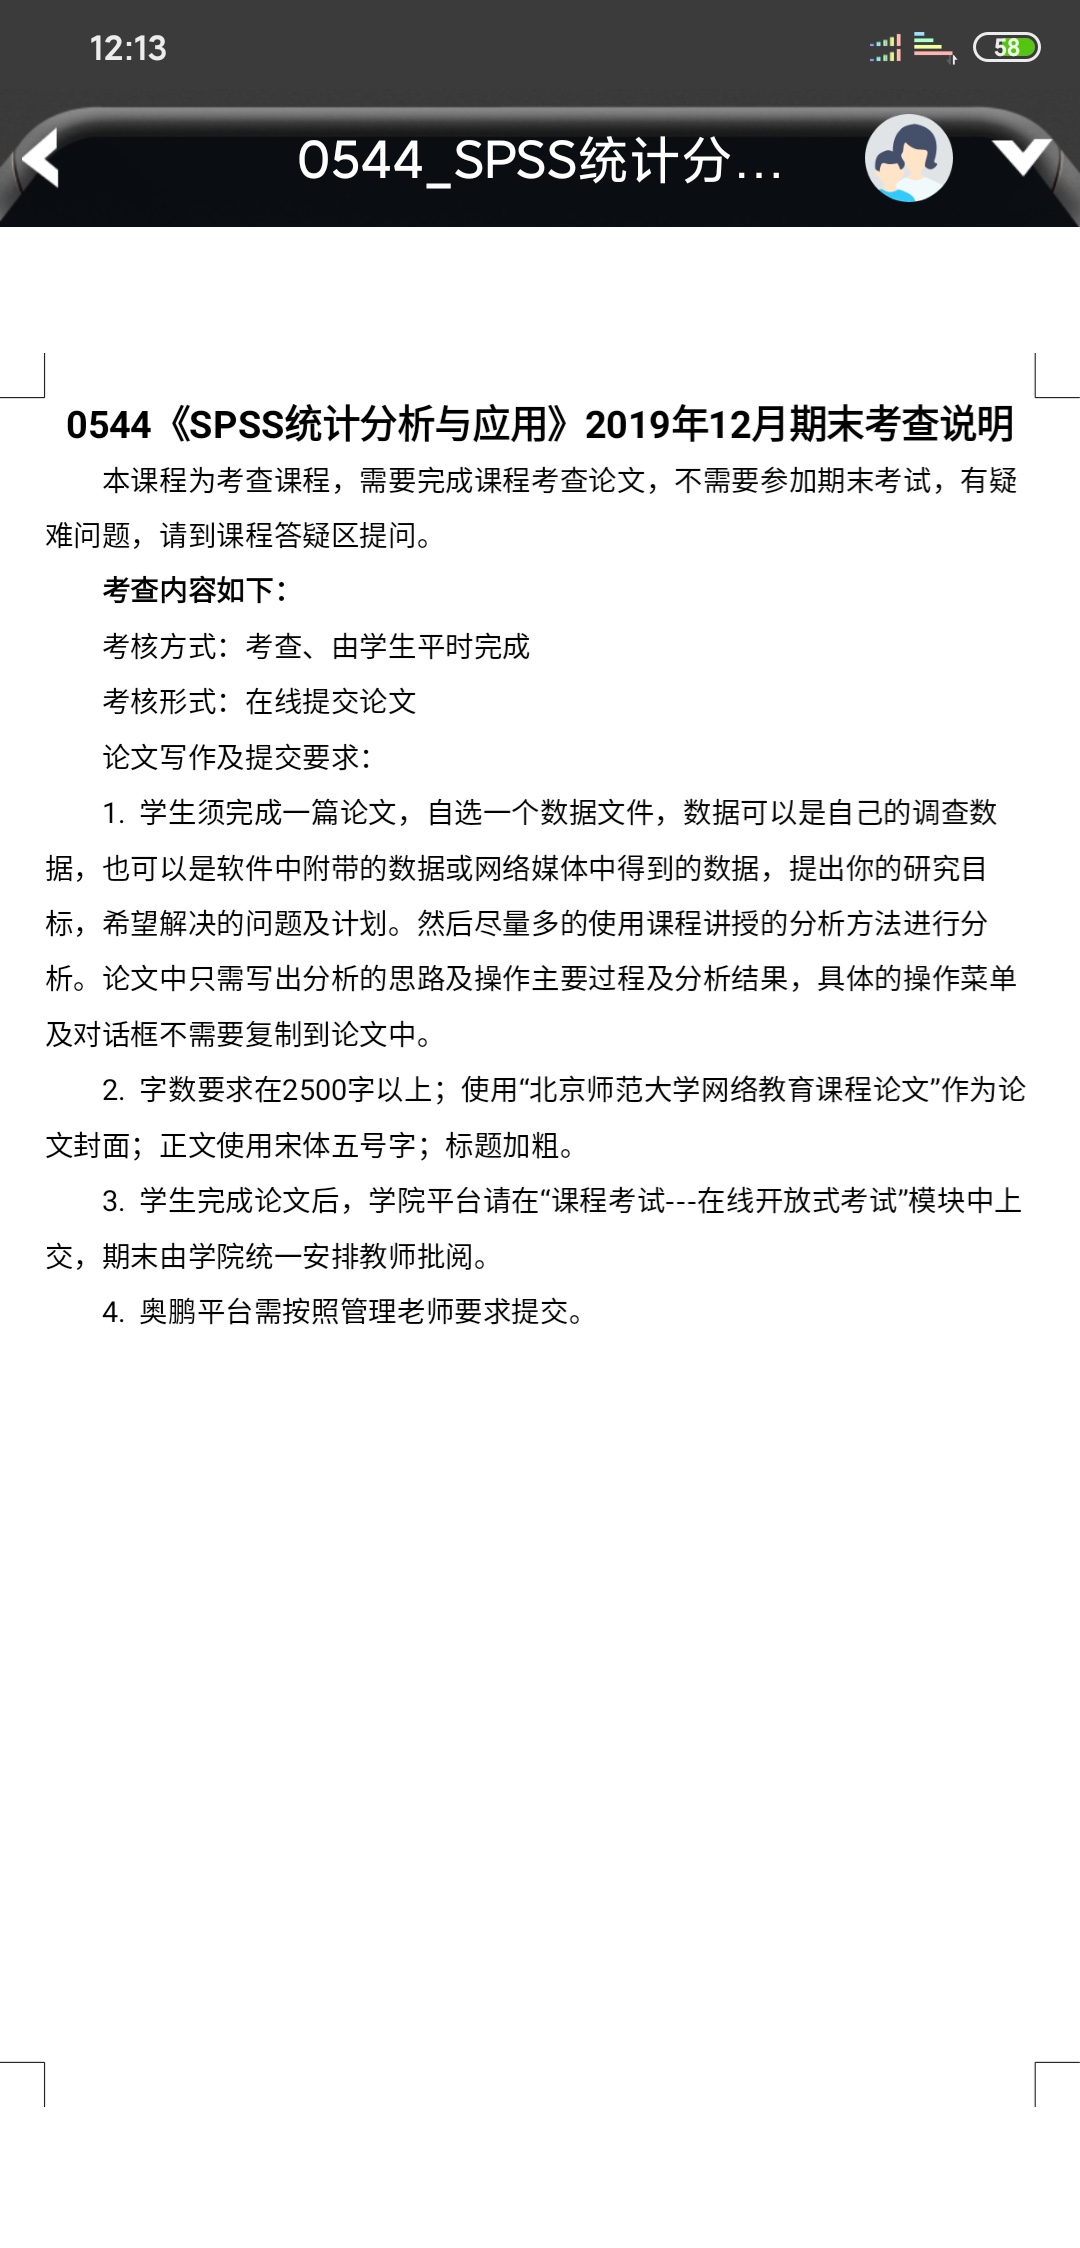 12:13
58
0544_SPSS统计分...
0544《SPSS统计分析与应用》2019年12月期末考查说明
本课程为考查课程，需要完成课程考查论文，不需要参加期末考试，有疑
难问题，请到课程答疑区提问。
考查内容如下：
考核方式：考查、由学生平时完成
考核形式：在线提交论文
论文写作及提交要求：
1. 学生须完成一篇论文，自选一个数据文件，数据可以是自己的调查数
据，也可以是软件中附带的数据或网络媒体中得到的数据，提出你的研究目
标，希望解决的问题及计划。然后尽量多的使用课程讲授的分析方法进行分
析。论文中只需写出分析的思路及操作主要过程及分析结果，具体的操作菜单
及对话框不需要复制到论文中。
2. 字数要求在2500字以上；使用“北京师范大学网络教育课程论文”作为论
文封面；正文使用宋体五号字；标题加粗。
3. 学生完成论文后，学院平台请在“课程考试---在线开放式考试”模块中上
交，期末由学院统一安排教师批阅。
4. 奥鹏平台需按照管理老师要求提交。